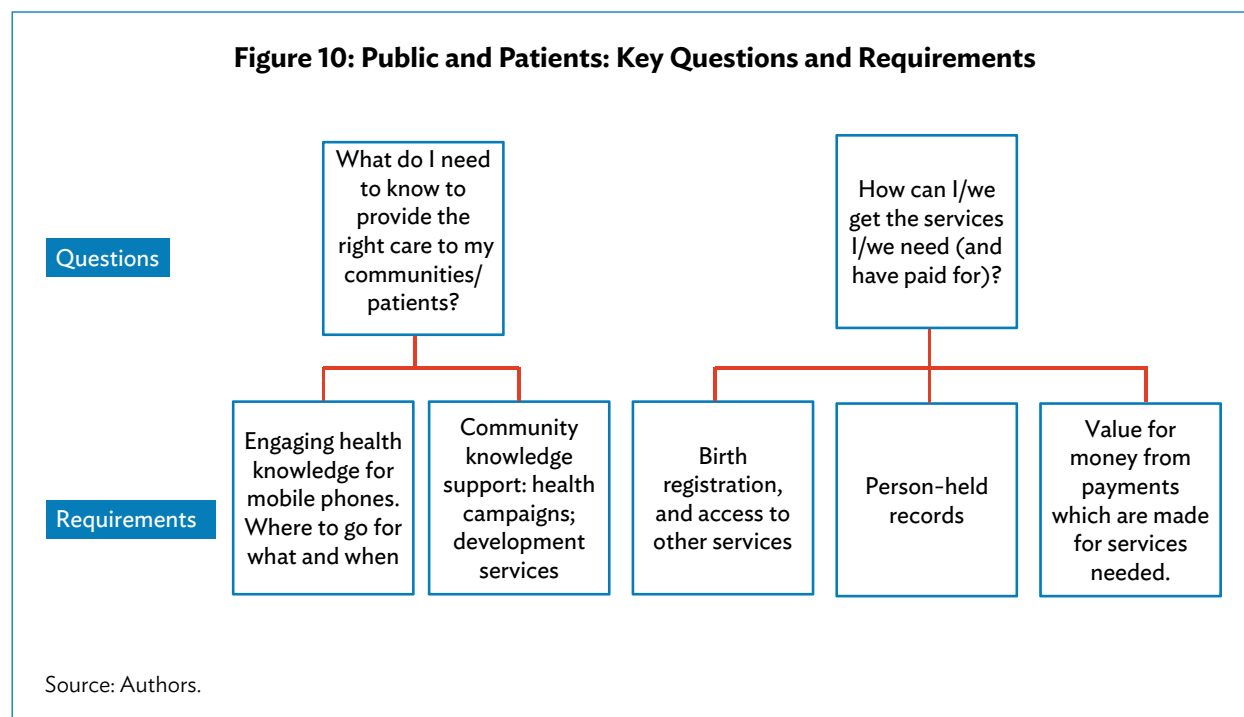 Figure 10: Public and Patients: Key Questions and Requirements
Questions
What do I need
to know to
provide the
right care to my
communities/
patients?
How can I/we
get the services
I/we need (and
have paid for)?
Requirements
Engaging health
knowledge for
mobile phones.
Where to go for
what and when
Community
knowledge
support: health
campaigns;
development
services
Birth
registration,
and access to
other services
Person-held
records
Value for
money from
payments
which are made
for services
needed.
Source: Authors.